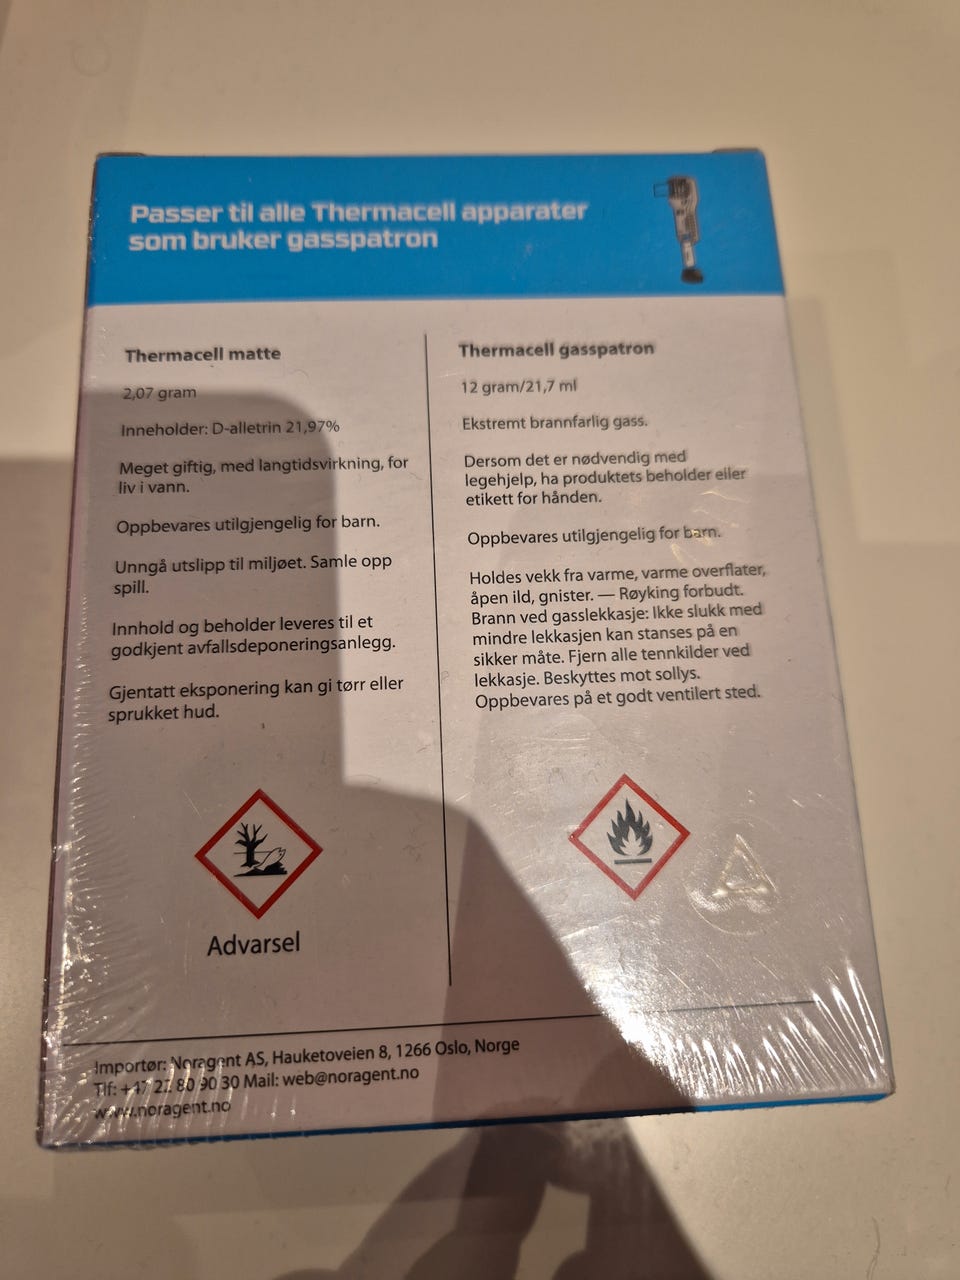 Passer til alle Thermacell apparater
som bruker gasspatron
Thermacell matte
2,07 gram
Inneholder: D-alletrin 21,97%
Meget giftig, med langtidsvirkning, for
liv i vann.
Oppbevares utilgjengelig for barn.
Unngå utslipp til miljøet. Samle opp
spill.
Innhold og beholder leveres til et
godkjent avfallsdeponeringsanlegg.
Gjentatt eksponering kan gi tørr eller
sprukket hud.
Advarsel
Thermacell gasspatron
12 gram/21,7 ml
Ekstremt brannfarlig gass.
Dersom det er nødvendig med
legehjelp, ha produktets beholder eller
etikett for hånden.
Oppbevares utilgjengelig for barn.
Holdes vekk fra varme, varme overflater,
åpen ild, gnister. — Røyking forbudt.
Brann ved gasslekkasje: Ikke slukk med
mindre lekkasjen kan stanses på en
sikker måte. Fjern alle tennkilder ved
lekkasje. Beskyttes mot sollys.
Oppbevares på et godt ventilert sted.
Importør: Noragent AS, Hauketoveien 8, 1266 Oslo, Norge
Tlf: +47 22 80 90 30 Mail: web@noragent.no
www.noragent.no